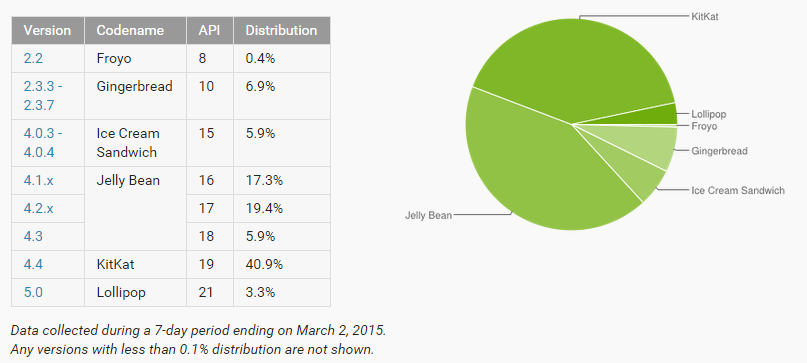 Version Codename API Distribution
2.2 Froyo 8 0.4%
2.3.3 - Gingerbread 10 6.9%
2.3.7
4.0.3 - Ice Cream 15 5.9%
4.0.4 Sandwich
4.1.x Jelly Bean 16 17.3%
4.2.x 17 19.4%
4.3 18 5.9%
4.4 KitKat 19 40.9%
5.0 Lollipop 21 3.3%
Data collected during a 7-day period ending on March 2, 2015.
Any versions with less than 0.1% distribution are not shown.
KitKat
Lollipop
Froyo
Gingerbread
Ice Cream Sandwich
Jelly Bean